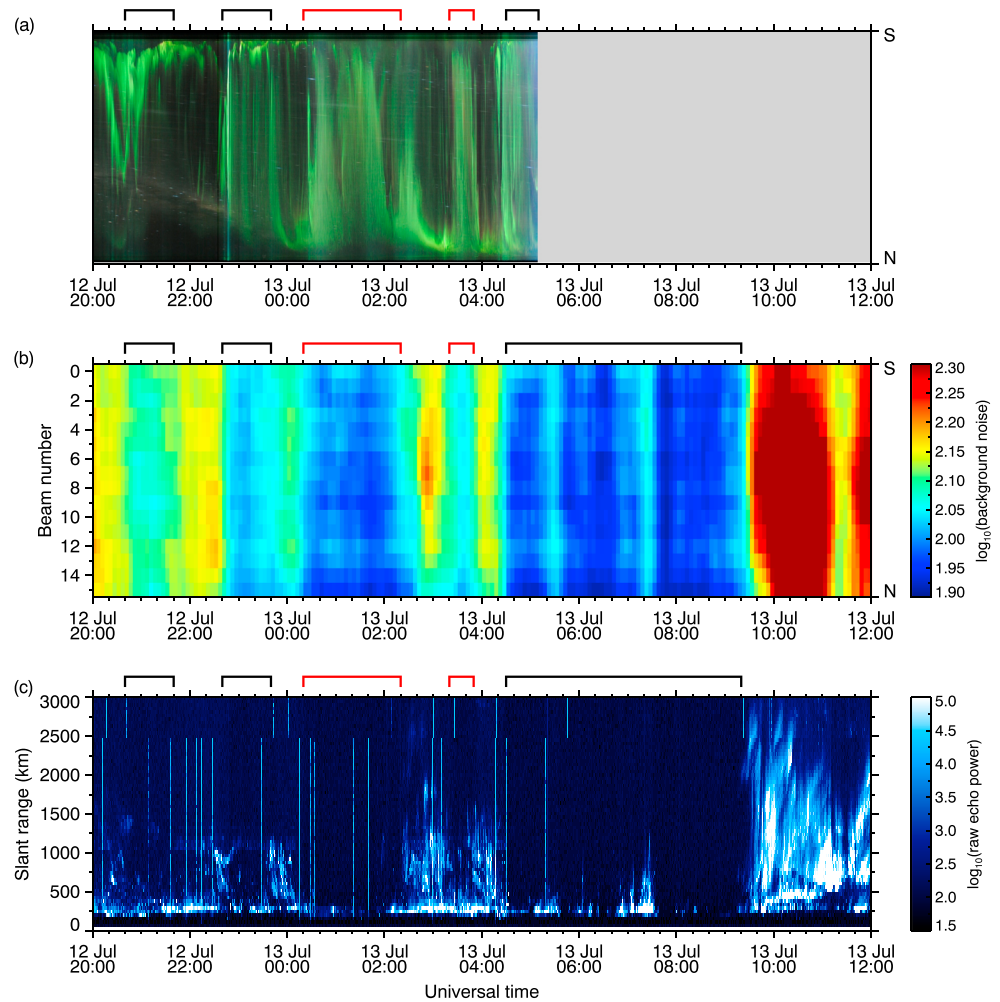 (a)
S
N
12 Jul 12 Jul 13 Jul 13 Jul 13 Jul 13 Jul 13 Jul 13 Jul 13 Jul
20:00 22:00 00:00 02:00 04:00 06:00 08:00 10:00 12:00
(b)
S
N
Beam number
0
2
4
6
8
10
12
14
2.30
2.25
2.20
2.15
2.10
2.05
2.00
1.95
1.90
log10(background noise)
12 Jul 12 Jul 13 Jul 13 Jul 13 Jul 13 Jul 13 Jul 13 Jul 13 Jul
20:00 22:00 00:00 02:00 04:00 06:00 08:00 10:00 12:00
(c)
Slant range (km)
3000
2500
2000
1500
1000
500
0
5.0
4.5
4.0
3.5
3.0
2.5
2.0
1.5
log10(raw echo power)
12 Jul 12 Jul 13 Jul 13 Jul 13 Jul 13 Jul 13 Jul 13 Jul 13 Jul
20:00 22:00 00:00 02:00 04:00 06:00 08:00 10:00 12:00
Universal time